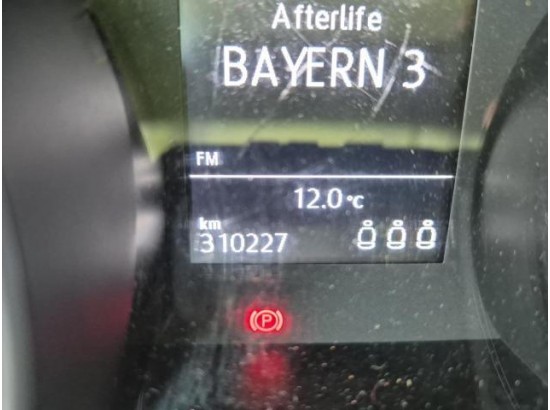 Afterlife
BAYERN 3
FM
12.0 °C
km
310227
P